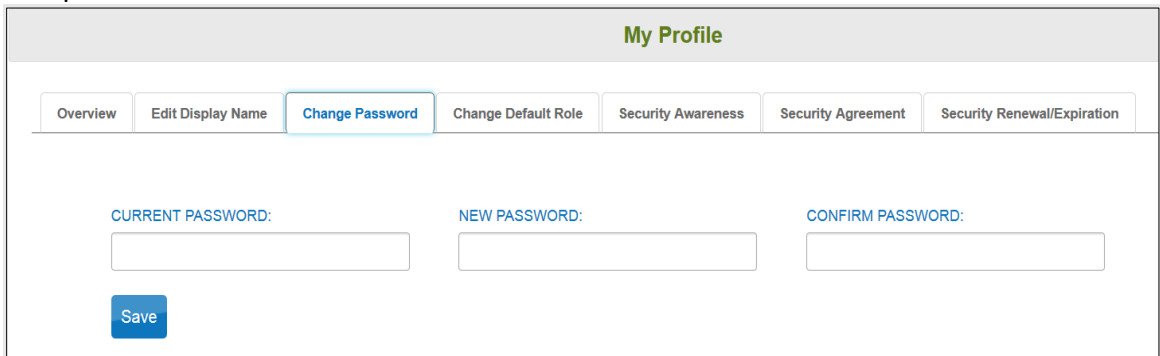 My Profile
Overview Edit Display Name Change Password Change Default Role Security Awareness Security Agreement Security Renewal/Expiration
CURRENT PASSWORD: NEW PASSWORD: CONFIRM PASSWORD:
Save